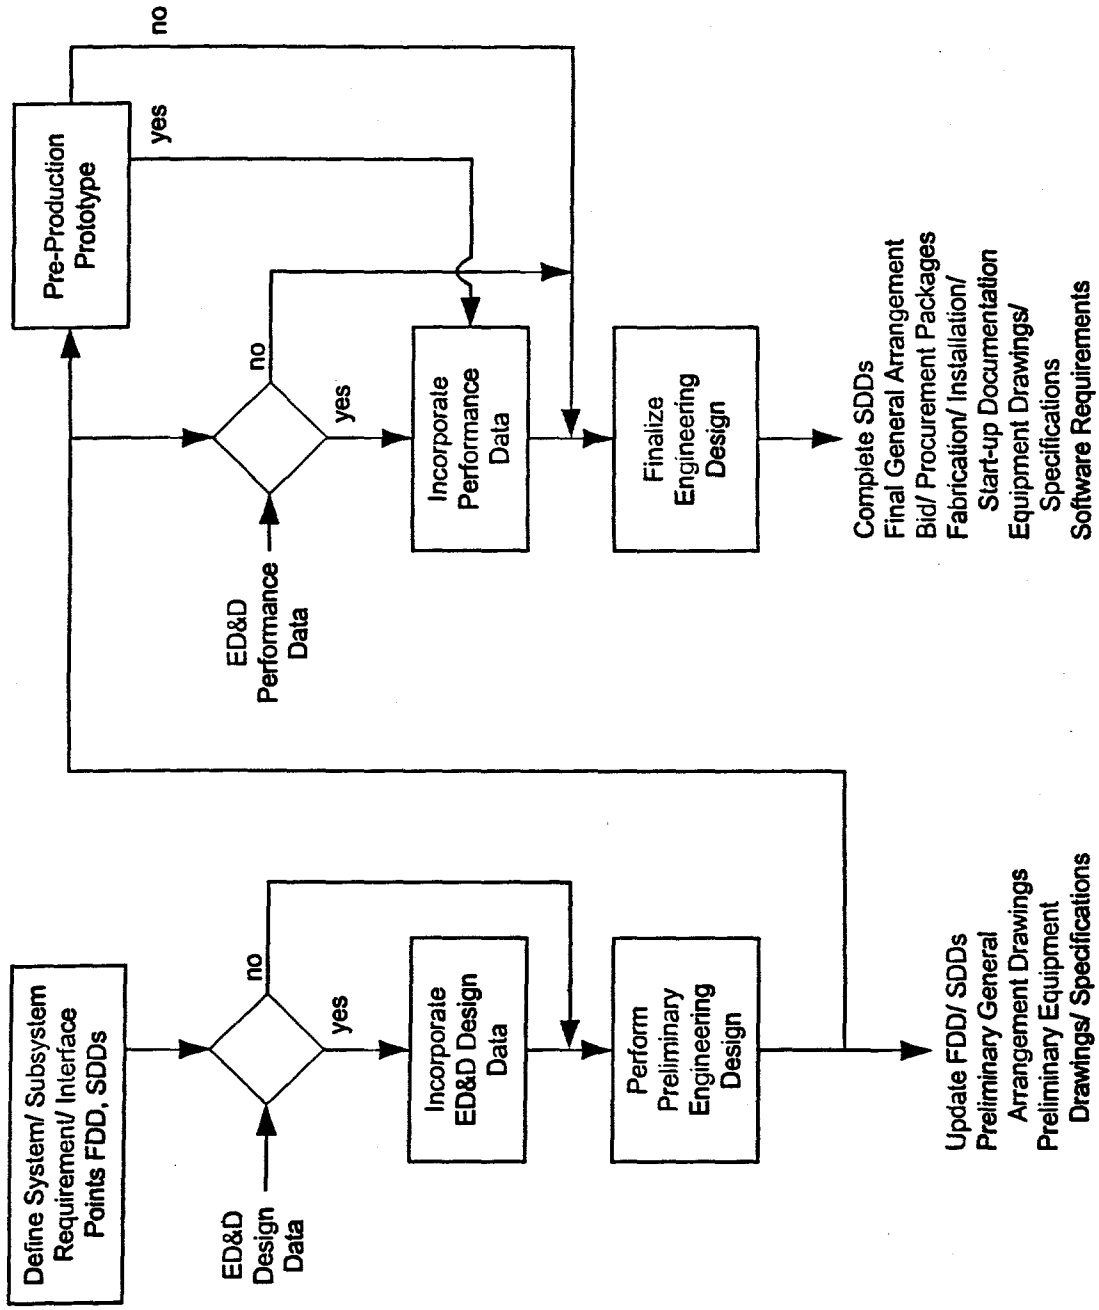 Define System/ Subsystem
Requirement/ Interface
Points FDD, SDDs
ED&D
Design
Data
no
yes
Incorporate
ED&D Design
Data
Perform
Preliminary
Engineering
Design
Update FDD/ SDDs
Preliminary General
Arrangement Drawings
Preliminary Equipment
Drawings/ Specifications
Pre-Production
Prototype
no
yes
ED&D
Performance
Data
no
yes
Incorporate
Performance
Data
Finalize
Engineering
Design
Complete SDDs
Final General Arrangement
Bid/ Procurement Packages
Fabrication/ Installation/
Start-up Documentation
Equipment Drawings/
Specifications
Software Requirements